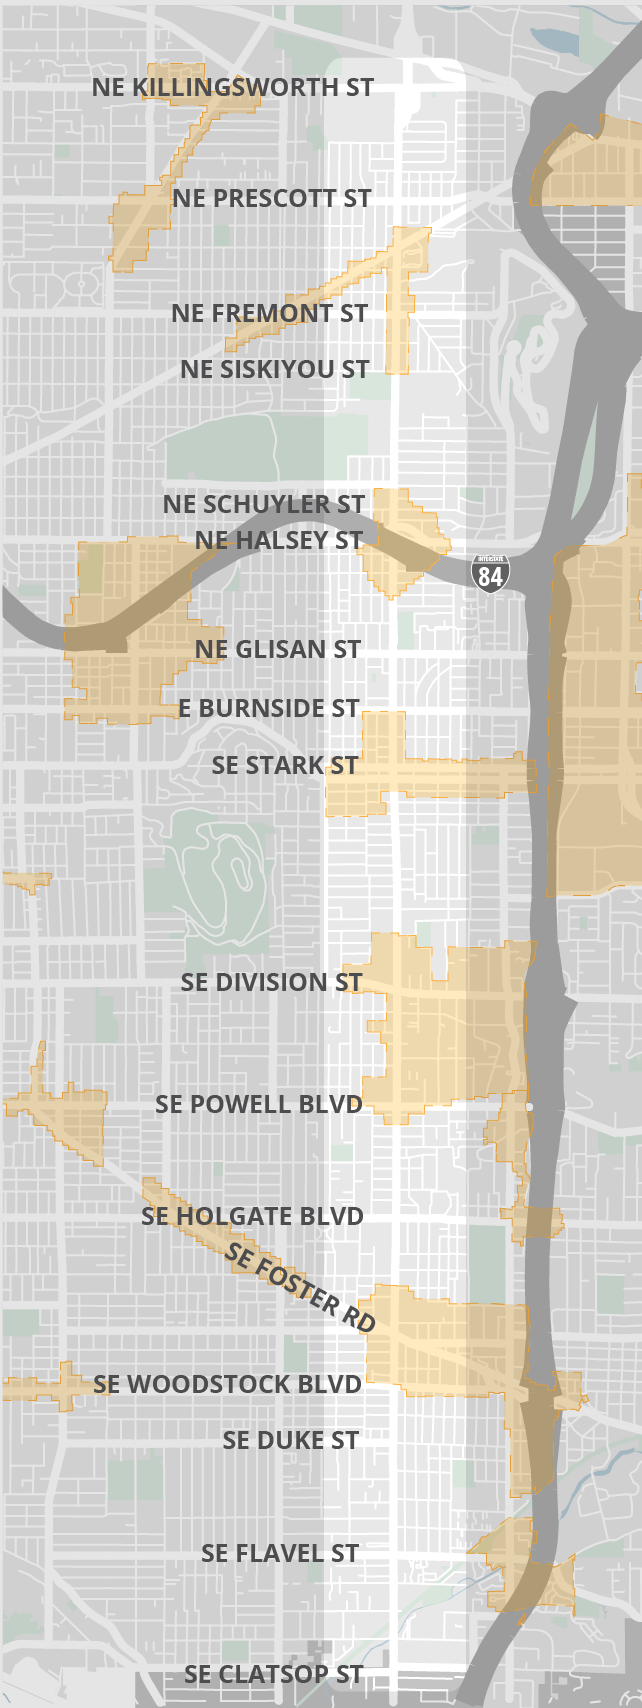 NE KILLINGSWORTH ST
NE PRESCOTT ST
NE FREMONT ST
NE SISKIYOU ST
NE SCHUYLER ST
NE HALSEY ST
INTERSTATE
84
NE GLISAN ST
E BURNSIDE ST
SE STARK ST
SE DIVISION ST
SE POWELL BLVD
SE HOLGATE BLVD
SE FOSTER RD
SE WOODSTOCK BLVD
SE DUKE ST
SE FLAVEL ST
SE CLATSOP ST